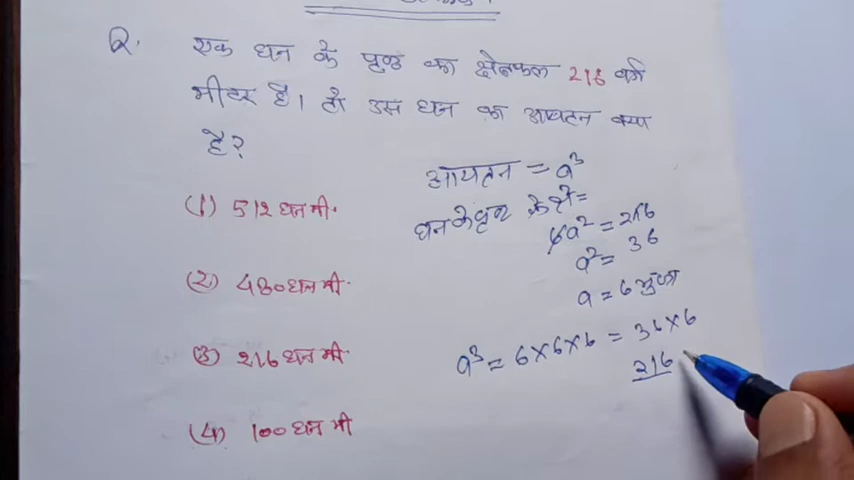 Q. एक घन के पृष्ठ का क्षेत्रफल 216 वर्ग
मीटर है। तो उस घन का आयतन क्या
है?
(1) 512 घन मी.
(2) 480 घन मी.
(3) 216 घन मी.
(4) 100 घन मी
आयतन = a³
घन के पृष्ठ क्षे =
6a² = 216
a² = 36
a = 6 भुजा
a³ = 6×6×6 = 36×6
216